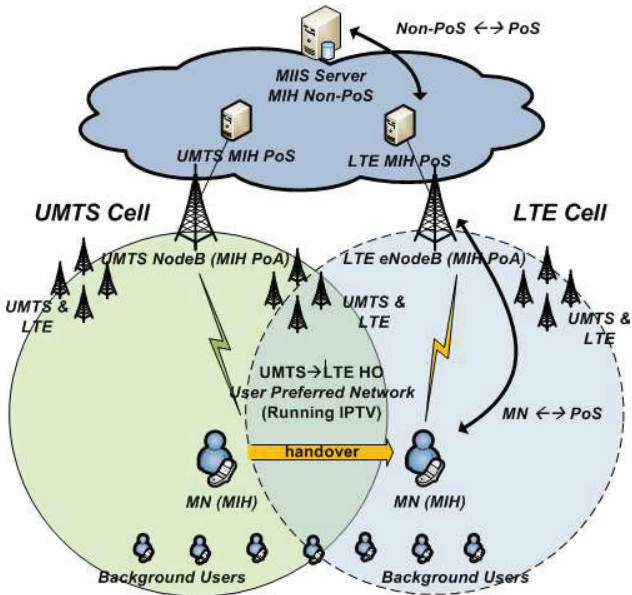 Non-PoS ←→ PoS
MIIS Server
MIH Non-PoS
UMTS MIH PoS
LTE MIH PoS
UMTS Cell
LTE Cell
UMTS NodeB (MIH PoA)
LTE eNodeB (MIH PoA)
UMTS &
LTE
UMTS &
LTE
UMTS &
LTE
UMTS→LTE HO
User Preferred Network
(Running IPTV)
MN ←→ PoS
handover
MN (MIH)
MN (MIH)
Background Users
Background Users